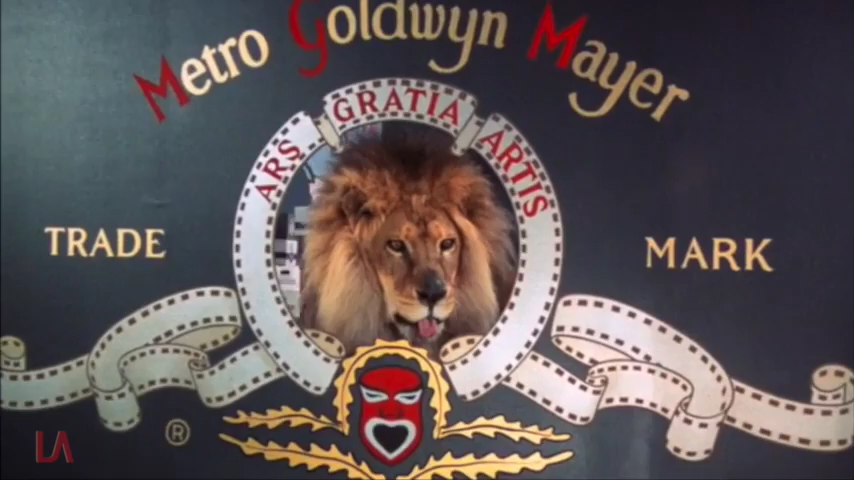 Metro Goldwyn Mayer
ARS GRATIA ARTIS
TRADE MARK
®
LA